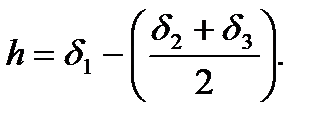 h = δ₁ − ( (δ₂ + δ₃) / 2 ).